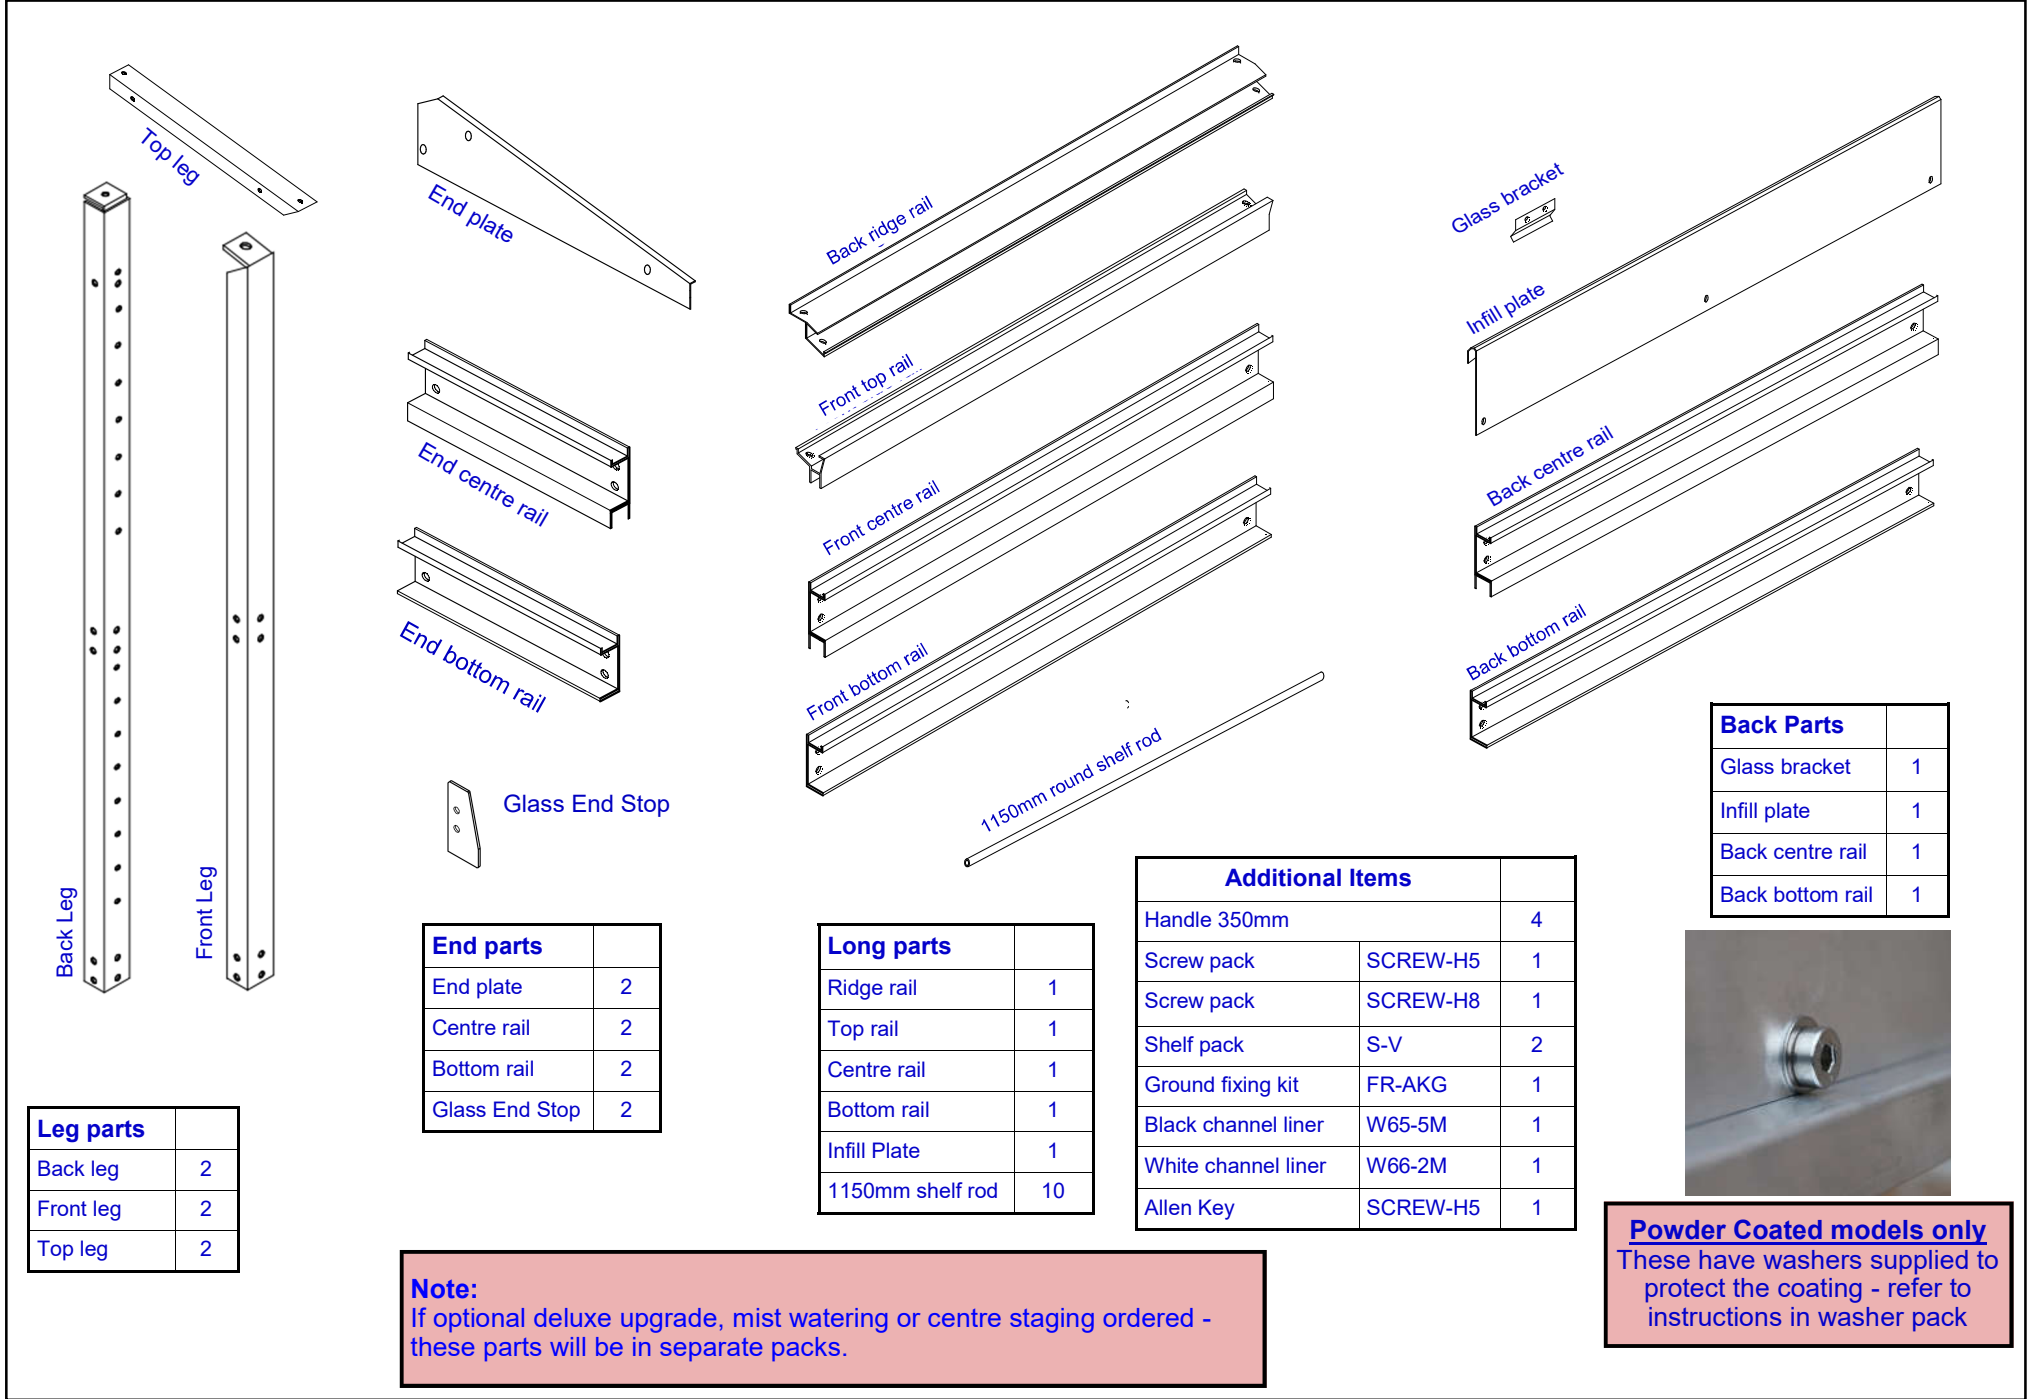 Top leg
End plate
Back ridge rail
Glass bracket
Infill plate
Front top rail
End centre rail
Back centre rail
Front centre rail
End bottom rail
Back bottom rail
Front bottom rail
1150mm round shelf rod
Glass End Stop
Back Leg
Front Leg
Back Parts
Glass bracket 1
Infill plate 1
Back centre rail 1
Back bottom rail 1
End parts
End plate 2
Centre rail 2
Bottom rail 2
Glass End Stop 2
Long parts
Ridge rail 1
Top rail 1
Centre rail 1
Bottom rail 1
Infill Plate 1
1150mm shelf rod 10
Additional Items
Handle 350mm 4
Screw pack SCREW-H5 1
Screw pack SCREW-H8 1
Shelf pack S-V 2
Ground fixing kit FR-AKG 1
Black channel liner W65-5M 1
White channel liner W66-2M 1
Allen Key SCREW-H5 1
Leg parts
Back leg 2
Front leg 2
Top leg 2
Note:
If optional deluxe upgrade, mist watering or centre staging ordered -
these parts will be in separate packs.
Powder Coated models only
These have washers supplied to
protect the coating - refer to
instructions in washer pack